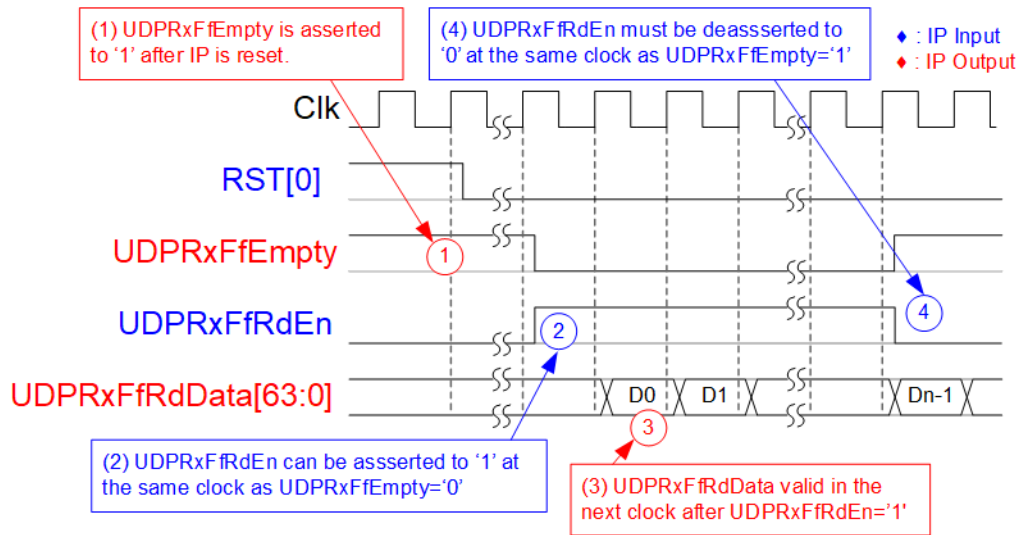 (1) UDPRxFfEmpty is asserted
to ‘1’ after IP is reset.
(4) UDPRxFfRdEn must be deassserted to
‘0’ at the same clock as UDPRxFfEmpty=‘1’
♦ : IP Input
♦ : IP Output
Clk
RST[0]
UDPRxFfEmpty
1
UDPRxFfRdEn
2
4
UDPRxFfRdData[63:0]
D0
D1
Dn-1
3
(2) UDPRxFfRdEn can be assserted to ‘1’ at
the same clock as UDPRxFfEmpty=‘0’
(3) UDPRxFfRdData valid in the
next clock after UDPRxFfRdEn=’1'